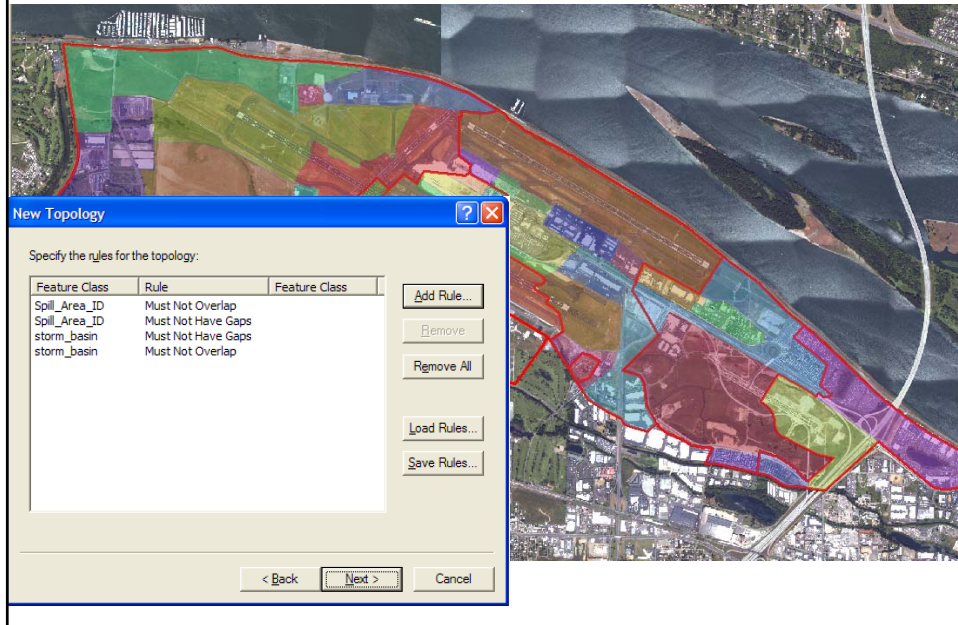 New Topology
Specify the rules for the topology:
Feature Class Rule Feature Class
Spill_Area_ID Must Not Overlap
Spill_Area_ID Must Not Have Gaps
storm_basin Must Not Have Gaps
storm_basin Must Not Overlap
Add Rule...
Remove
Remove All
Load Rules...
Save Rules...
< Back
Next >
Cancel